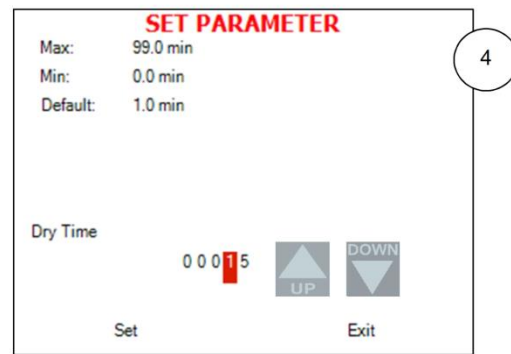 SET PARAMETER
Max: 99.0 min
Min: 0.0 min
Default: 1.0 min
4
Dry Time
0 0 0 1 5
UP
DOWN
Set Exit